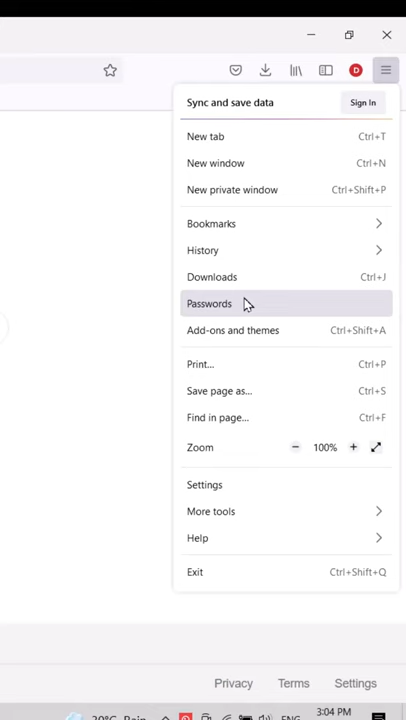 D
Sync and save data Sign In
New tab Ctrl+T
New window Ctrl+N
New private window Ctrl+Shift+P
Bookmarks
History
Downloads Ctrl+J
Passwords
Add-ons and themes Ctrl+Shift+A
Print... Ctrl+P
Save page as... Ctrl+S
Find in page... Ctrl+F
Zoom − 100% +
Settings
More tools
Help
Exit Ctrl+Shift+Q
Privacy Terms Settings
3:04 PM
30°C Rain ENG